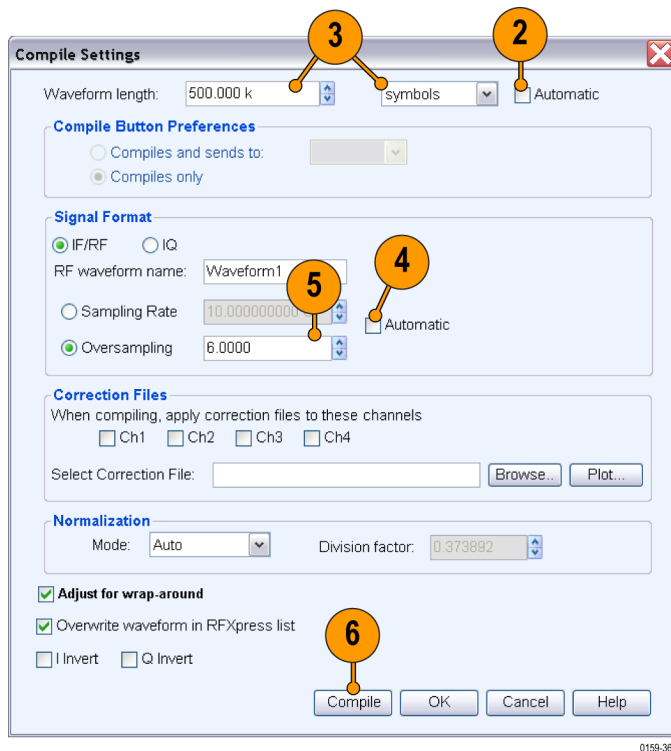 3
2
Compile Settings
Waveform length: 500.000 k symbols Automatic
Compile Button Preferences
Compiles and sends to:
Compiles only
Signal Format
IF/RF IQ
RF waveform name: Waveform1
4
5
Sampling Rate 10.000000000
Automatic
Oversampling 6.0000
Correction Files
When compiling, apply correction files to these channels
Ch1 Ch2 Ch3 Ch4
Select Correction File: Browse.. Plot...
Normalization
Mode: Auto Division factor: 0.373892
Adjust for wrap-around
Overwrite waveform in RFXpress list
6
I Invert Q Invert
Compile OK Cancel Help